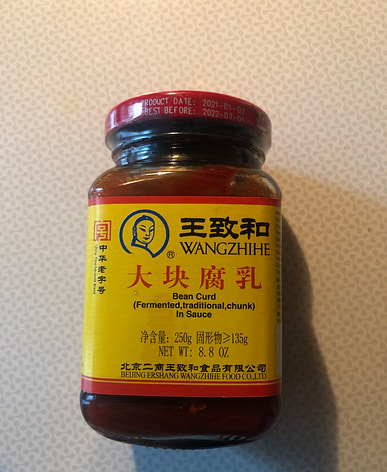 PRODUCT DATE: 2021-01-02
BEST BEFORE: 2022-07-01
中华老字号
王致和
®
WANGZHIHE
大块腐乳
Bean Curd
(Fermented,traditional,chunk)
In Sauce
净含量: 250g 固形物≥135g
NET WT: 8.8 OZ
北京二商王致和食品有限公司
BEIJING ERSHANG WANGZHIHE FOOD CO.,LTD